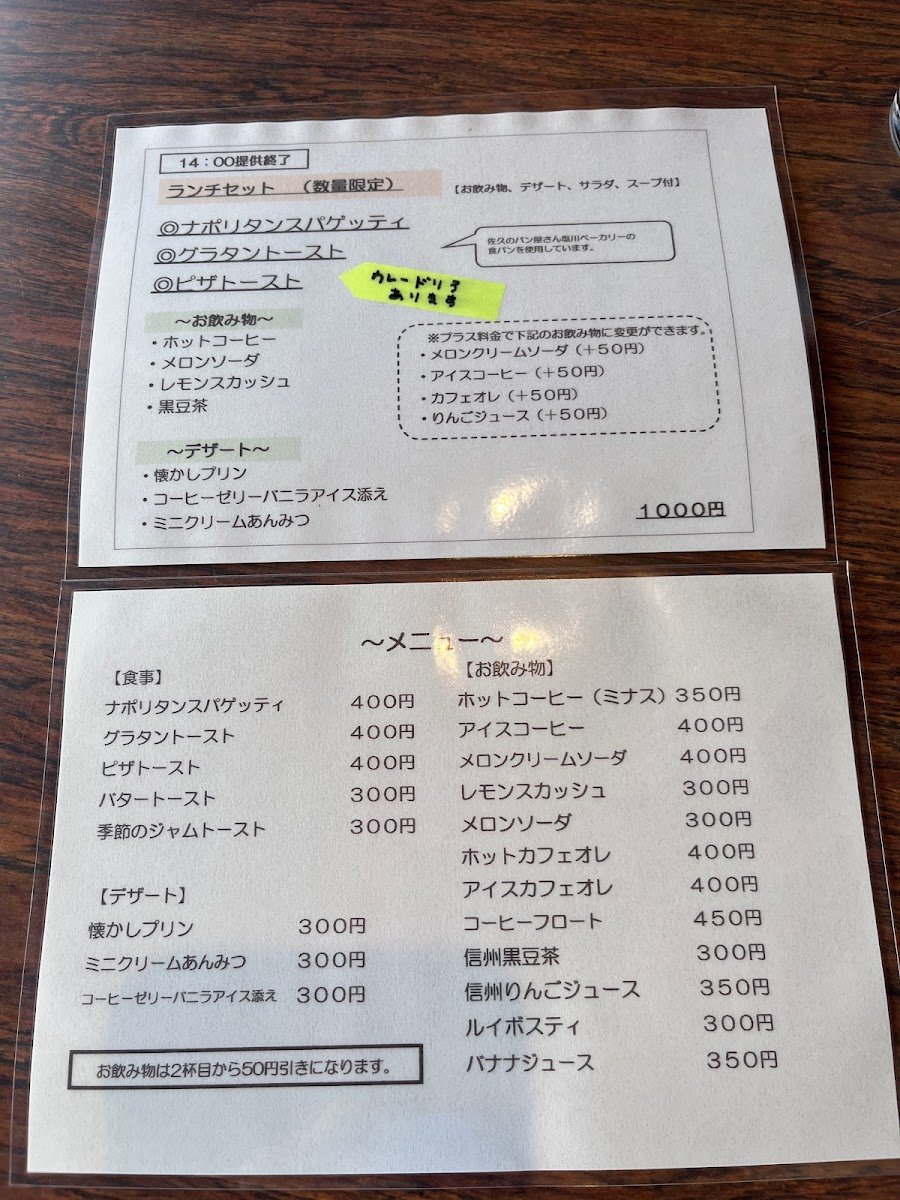 14：00提供終了
ランチセット （数量限定）
【お飲み物、デザート、サラダ、スープ付】
◎ナポリタンスパゲッティ
◎グラタントースト
◎ピザトースト
佐久のパン屋さん塩川ベーカリーの
食パンを使用しています。
カレードリア
あります
～お飲み物～
・ホットコーヒー
・メロンソーダ
・レモンスカッシュ
・黒豆茶
※プラス料金で下記のお飲み物に変更ができます。
・メロンクリームソーダ（＋50円）
・アイスコーヒー（＋50円）
・カフェオレ（＋50円）
・りんごジュース（＋50円）
～デザート～
・懐かしプリン
・コーヒーゼリーバニラアイス添え
・ミニクリームあんみつ
1000円
～メニュー～
【食事】
ナポリタンスパゲッティ 400円
グラタントースト 400円
ピザトースト 400円
バタートースト 300円
季節のジャムトースト 300円
【デザート】
懐かしプリン 300円
ミニクリームあんみつ 300円
コーヒーゼリーバニラアイス添え 300円
お飲み物は2杯目から50円引きになります。
【お飲み物】
ホットコーヒー（ミナス）350円
アイスコーヒー 400円
メロンクリームソーダ 400円
レモンスカッシュ 300円
メロンソーダ 300円
ホットカフェオレ 400円
アイスカフェオレ 400円
コーヒーフロート 450円
信州黒豆茶 300円
信州りんごジュース 350円
ルイボスティ 300円
バナナジュース 350円